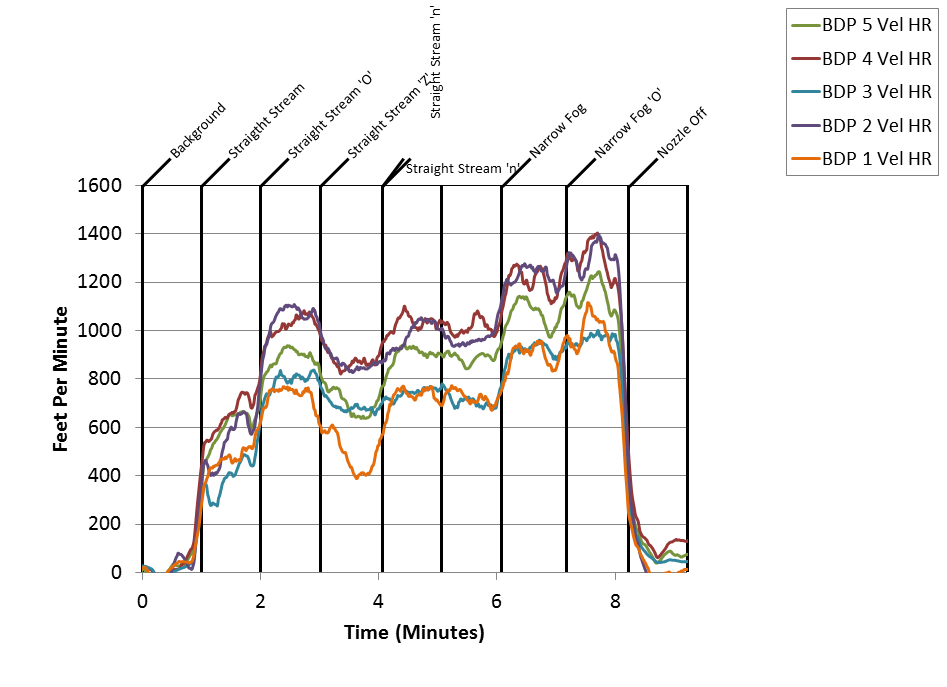 BDP 5 Vel HR
BDP 4 Vel HR
BDP 3 Vel HR
BDP 2 Vel HR
BDP 1 Vel HR
Background
Straigtht Stream
Straight Stream 'O'
Straight Stream 'Z'
Straight Stream 'n'
Straight Stream 'n'
Narrow Fog
Narrow Fog 'O'
Nozzle Off
1600
1400
1200
1000
800
600
400
200
0
Feet Per Minute
0 2 4 6 8
Time (Minutes)